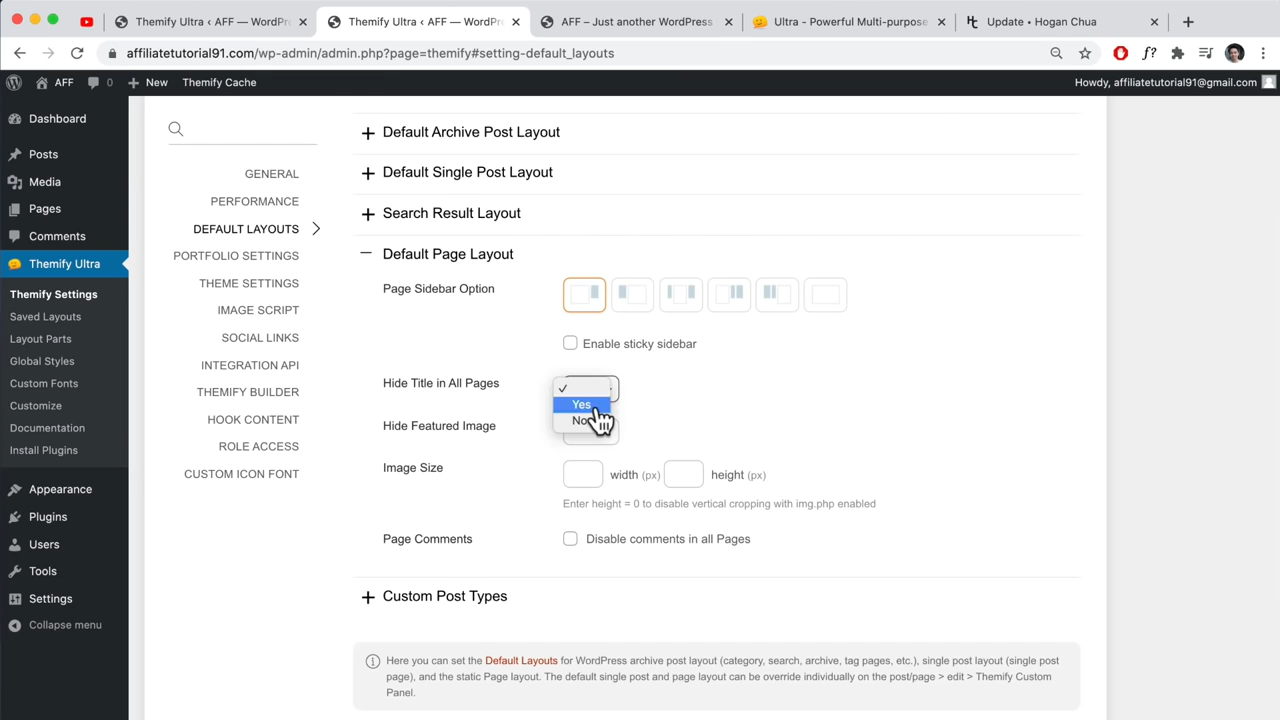 Themify Ultra ‹ AFF — WordPr
Themify Ultra ‹ AFF — WordPr
AFF – Just another WordPress
Ultra - Powerful Multi-purpose
Update • Hogan Chua
affiliatetutorial91.com/wp-admin/admin.php?page=themify#setting-default_layouts
f?
AFF
0
New
Themify Cache
Howdy, affiliatetutorial91@gmail.com
Dashboard
Posts
Media
Pages
Comments
Themify Ultra
Themify Settings
Saved Layouts
Layout Parts
Global Styles
Custom Fonts
Customize
Documentation
Install Plugins
Appearance
Plugins
Users
Tools
Settings
Collapse menu
GENERAL
PERFORMANCE
DEFAULT LAYOUTS
PORTFOLIO SETTINGS
THEME SETTINGS
IMAGE SCRIPT
SOCIAL LINKS
INTEGRATION API
THEMIFY BUILDER
HOOK CONTENT
ROLE ACCESS
CUSTOM ICON FONT
Default Archive Post Layout
Default Single Post Layout
Search Result Layout
Default Page Layout
Page Sidebar Option
Enable sticky sidebar
Hide Title in All Pages
Yes
No
Hide Featured Image
Image Size
width (px)
height (px)
Enter height = 0 to disable vertical cropping with img.php enabled
Page Comments
Disable comments in all Pages
Custom Post Types
Here you can set the Default Layouts for WordPress archive post layout (category, search, archive, tag pages, etc.), single post layout (single post
page), and the static Page layout. The default single post and page layout can be override individually on the post/page > edit > Themify Custom
Panel.